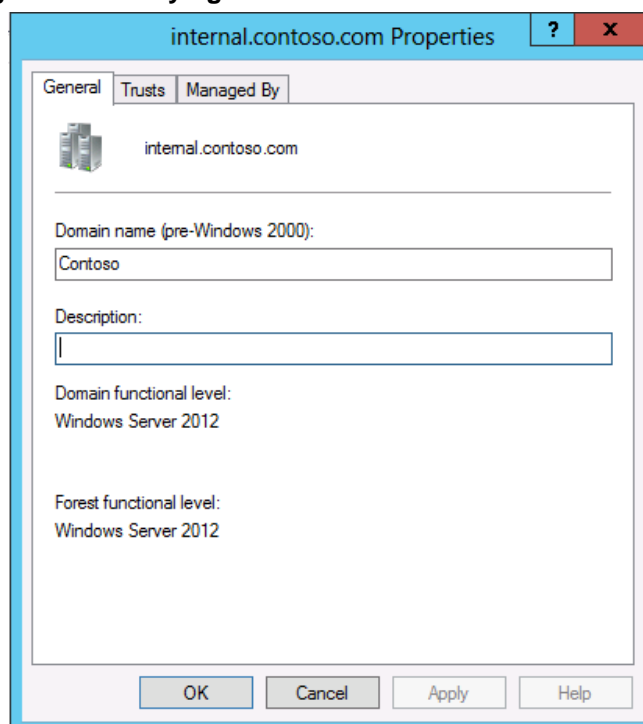 internal.contoso.com Properties
? x
General Trusts Managed By
internal.contoso.com
Domain name (pre-Windows 2000):
Contoso
Description:
Domain functional level:
Windows Server 2012
Forest functional level:
Windows Server 2012
OK Cancel Apply Help